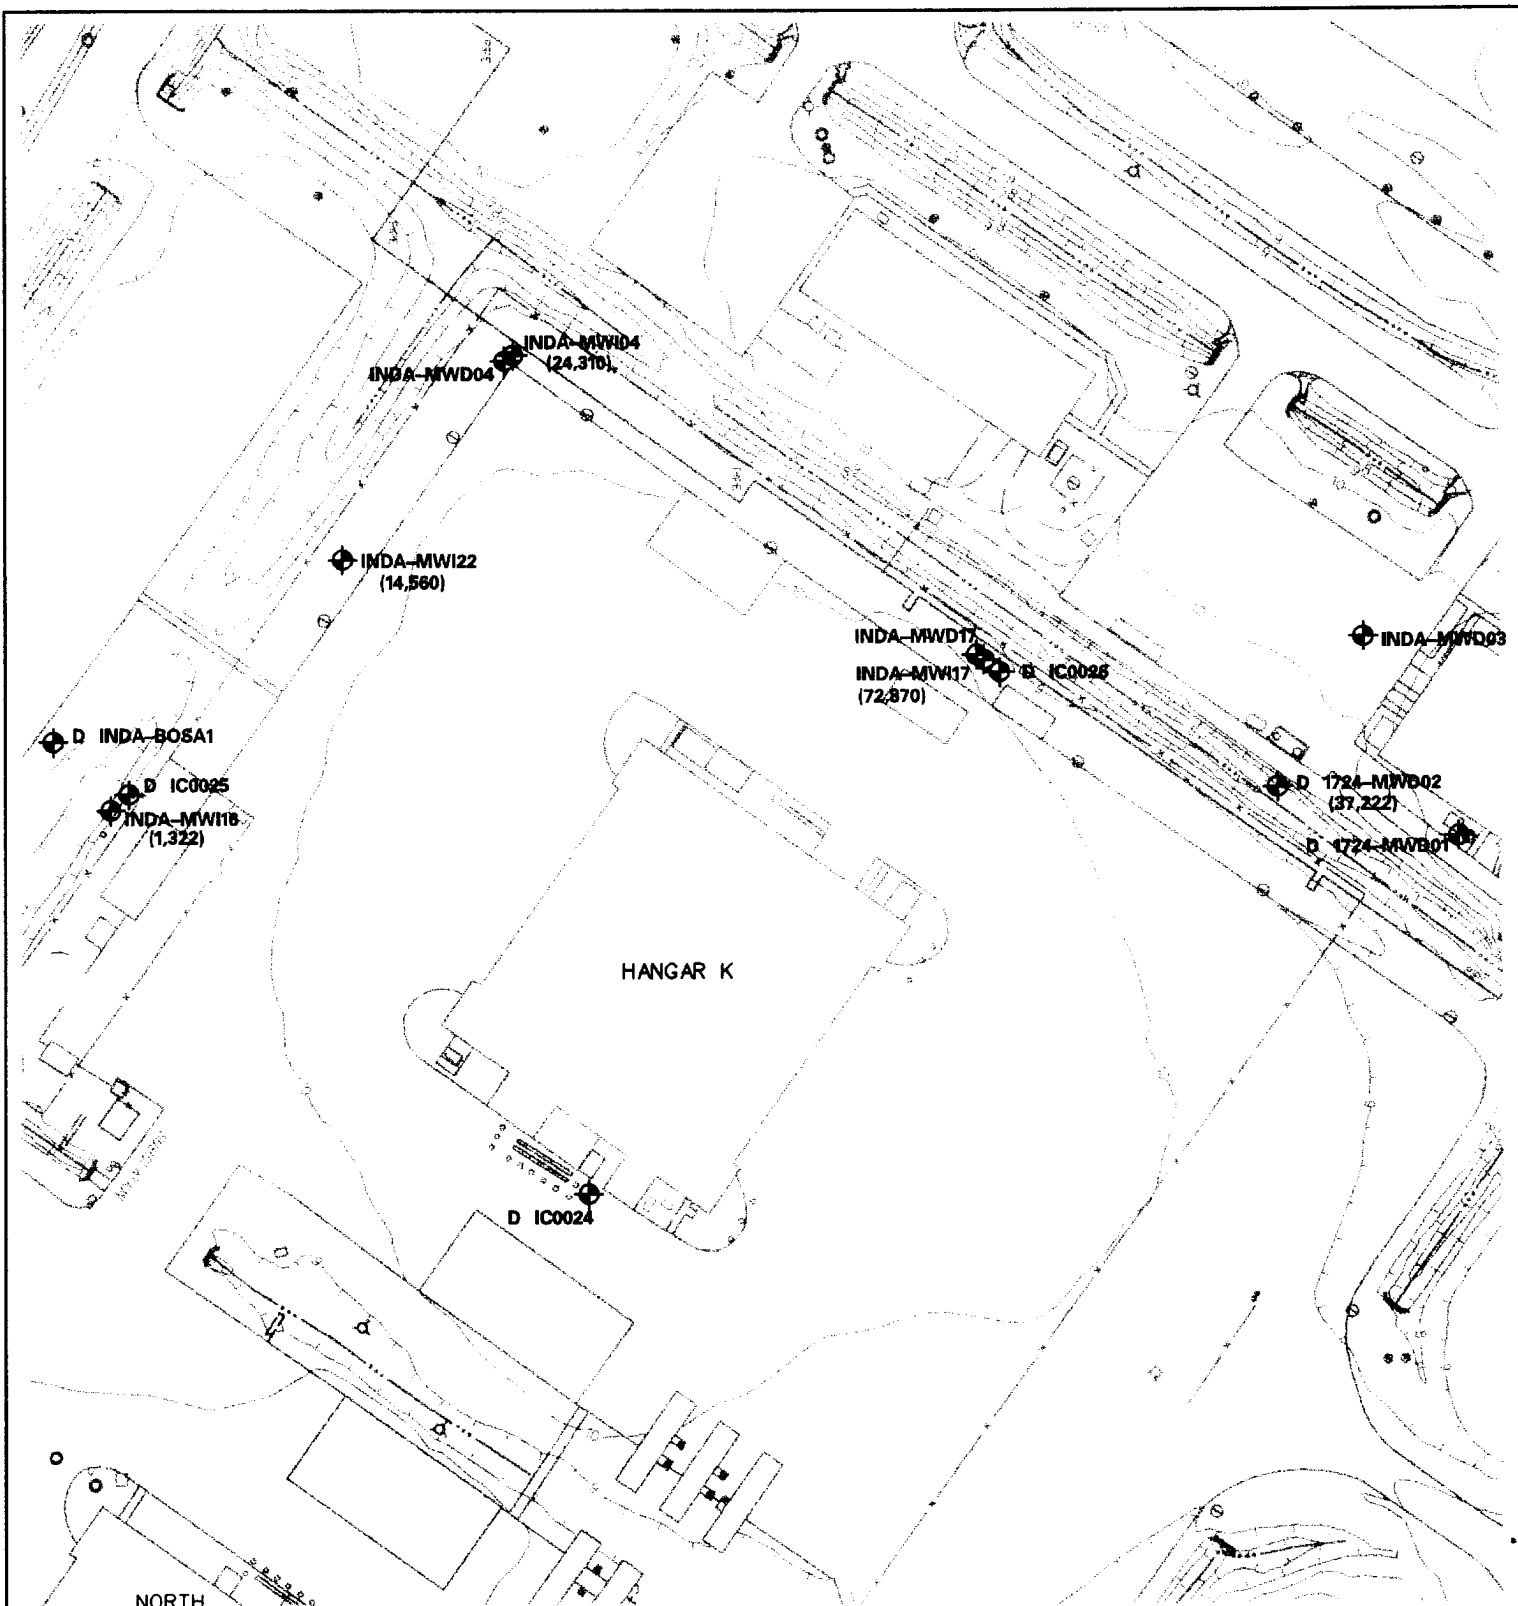 INDA-MWI04
(24,310)
INDA-MWD04
INDA-MWI22
(14,560)
INDA-MWD17
INDA-MWI17
(72,870)
D IC0026
INDA-MWD03
D INDA-BOSA1
D IC0025
INDA-MWI18
(1,322)
D 1724-MWD02
(37,222)
D 1724-MWD01
HANGAR K
D IC0024
NORTH